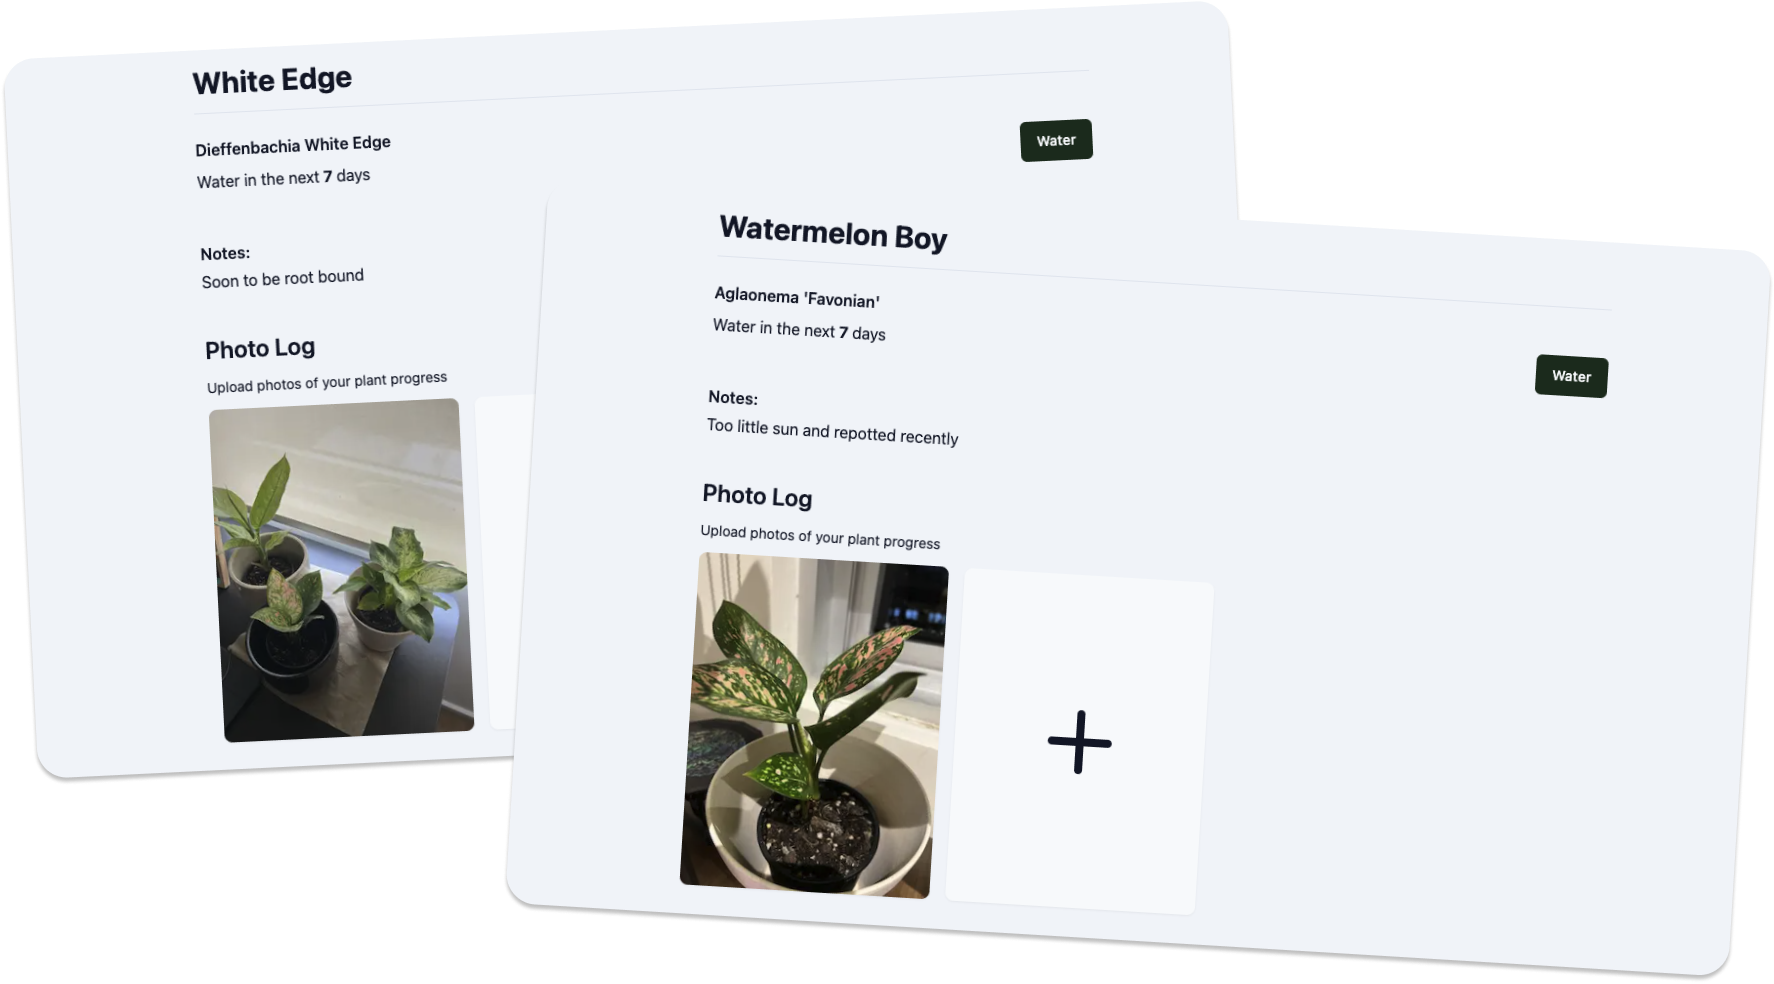 White Edge
Dieffenbachia White Edge
Water in the next 7 days
Water
Notes:
Soon to be root bound
Photo Log
Upload photos of your plant progress
Watermelon Boy
Aglaonema 'Favonian'
Water in the next 7 days
Water
Notes:
Too little sun and repotted recently
Photo Log
Upload photos of your plant progress